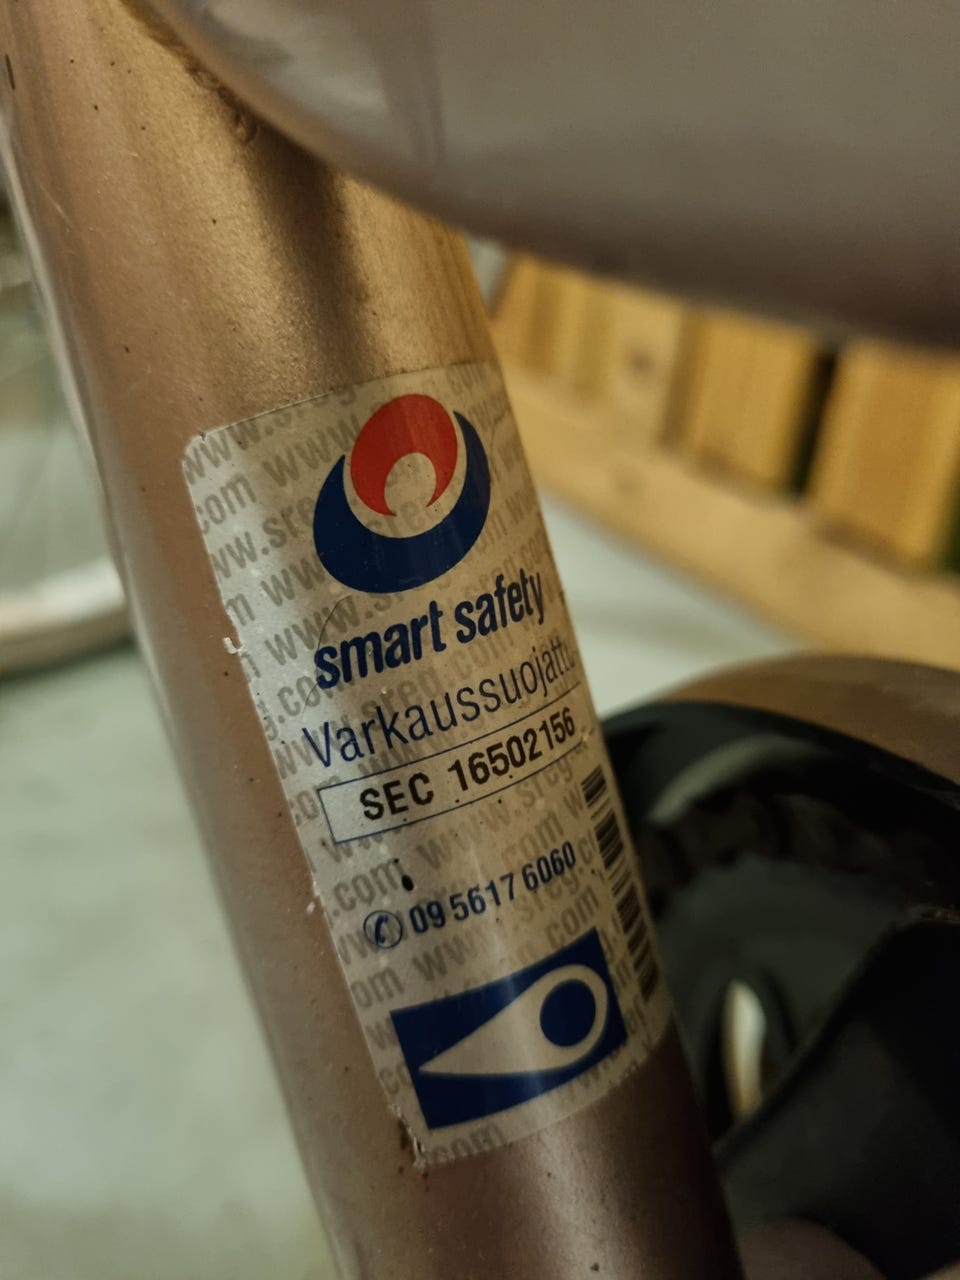 smart safety
Varkaussuojattu
SEC 16502156
09 5617 6060